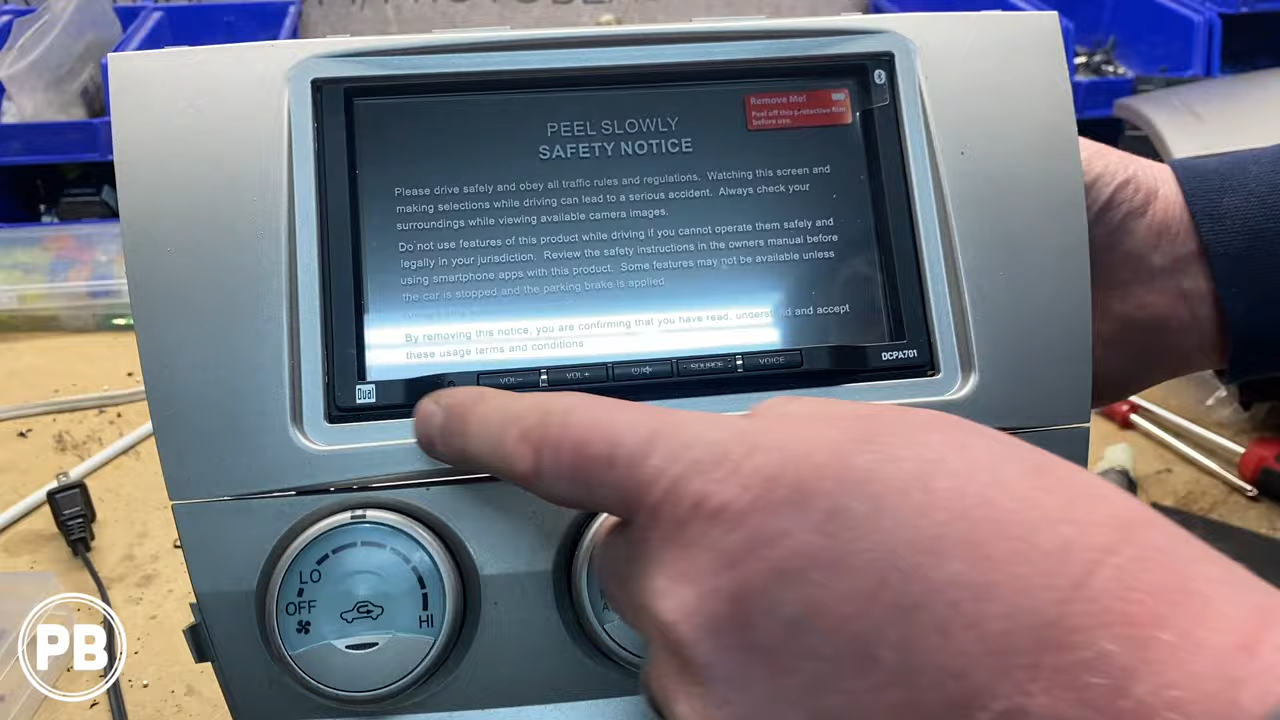 Remove Me!
Peel off this protective film
before use.
PEEL SLOWLY
SAFETY NOTICE
Please drive safely and obey all traffic rules and regulations. Watching this screen and
making selections while driving can lead to a serious accident. Always check your
surroundings while viewing available camera images.
Do not use features of this product while driving if you cannot operate them safely and
legally in your jurisdiction. Review the safety instructions in the owners manual before
using smartphone apps with this product. Some features may not be available unless
the car is stopped and the parking brake is applied
By removing this notice, you are confirming that you have read, and accept
these usage terms and conditions
DCPA701
Dual
VOL-
VOL+
SOURCE
VOICE
LO
OFF
HI
PB